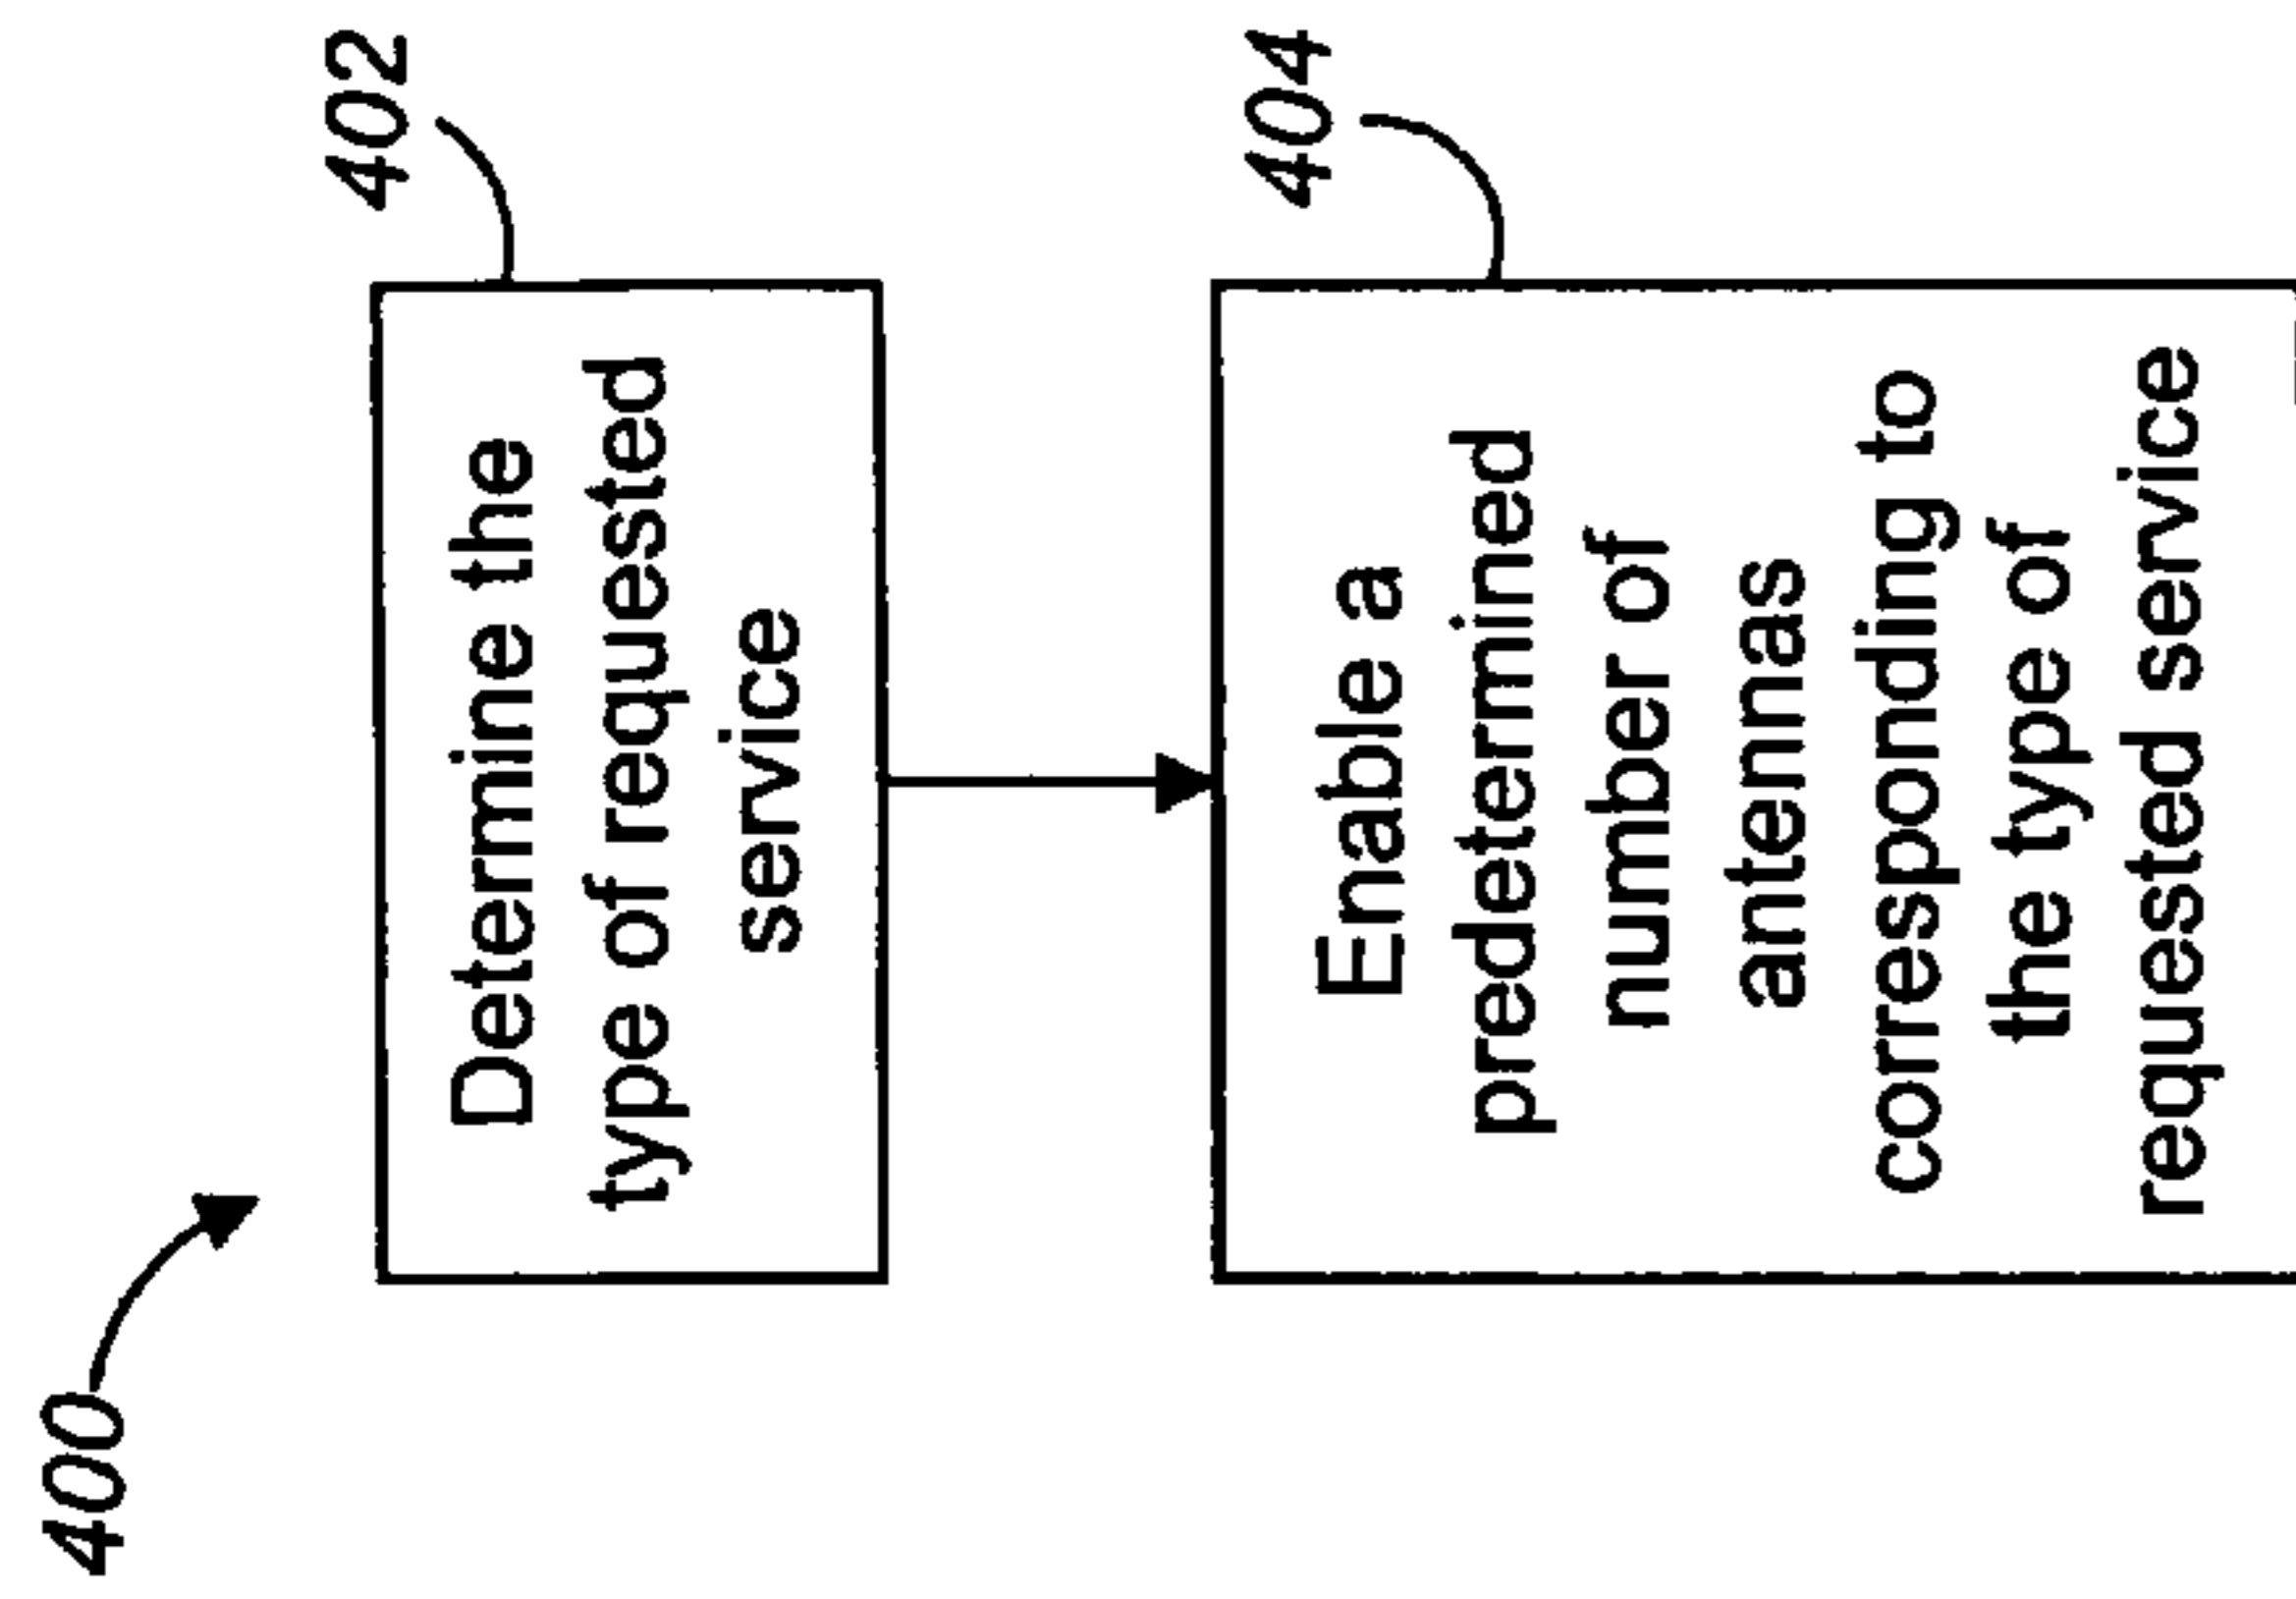 400
402
Determine the
type of requested
service
404
Enable a
predetermined
number of
antennas
corresponding to
the type of
requested service